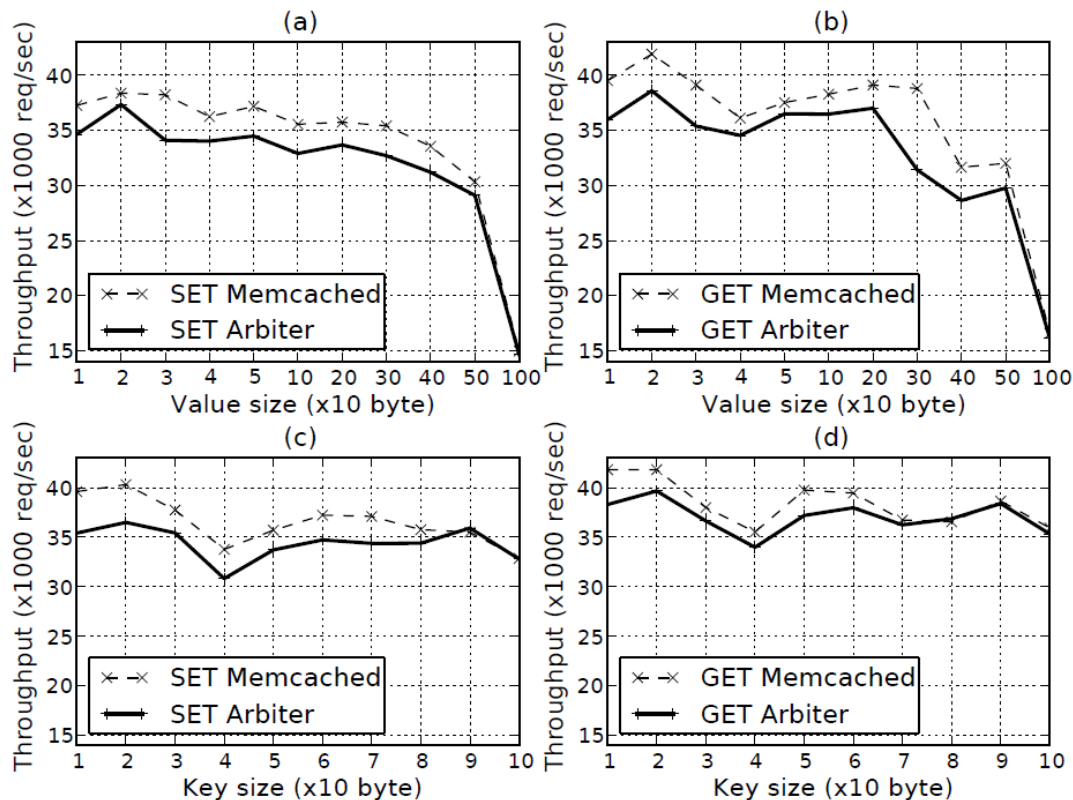 (a)
Throughput (x1000 req/sec)
40
35
30
25
20
15
SET Memcached
SET Arbiter
1 2 3 4 5 10 20 30 40 50 100
Value size (x10 byte)
(b)
Throughput (x1000 req/sec)
40
35
30
25
20
15
GET Memcached
GET Arbiter
1 2 3 4 5 10 20 30 40 50 100
Value size (x10 byte)
(c)
Throughput (x1000 req/sec)
40
35
30
25
20
15
SET Memcached
SET Arbiter
1 2 3 4 5 6 7 8 9 10
Key size (x10 byte)
(d)
Throughput (x1000 req/sec)
40
35
30
25
20
15
GET Memcached
GET Arbiter
1 2 3 4 5 6 7 8 9 10
Key size (x10 byte)